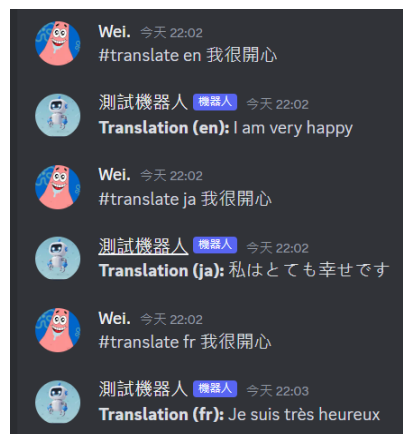 Wei. 今天 22:02
#translate en 我很開心
測試機器人 機器人 今天 22:02
Translation (en): I am very happy
Wei. 今天 22:02
#translate ja 我很開心
測試機器人 機器人 今天 22:02
Translation (ja): 私はとても幸せです
Wei. 今天 22:02
#translate fr 我很開心
測試機器人 機器人 今天 22:03
Translation (fr): Je suis très heureux